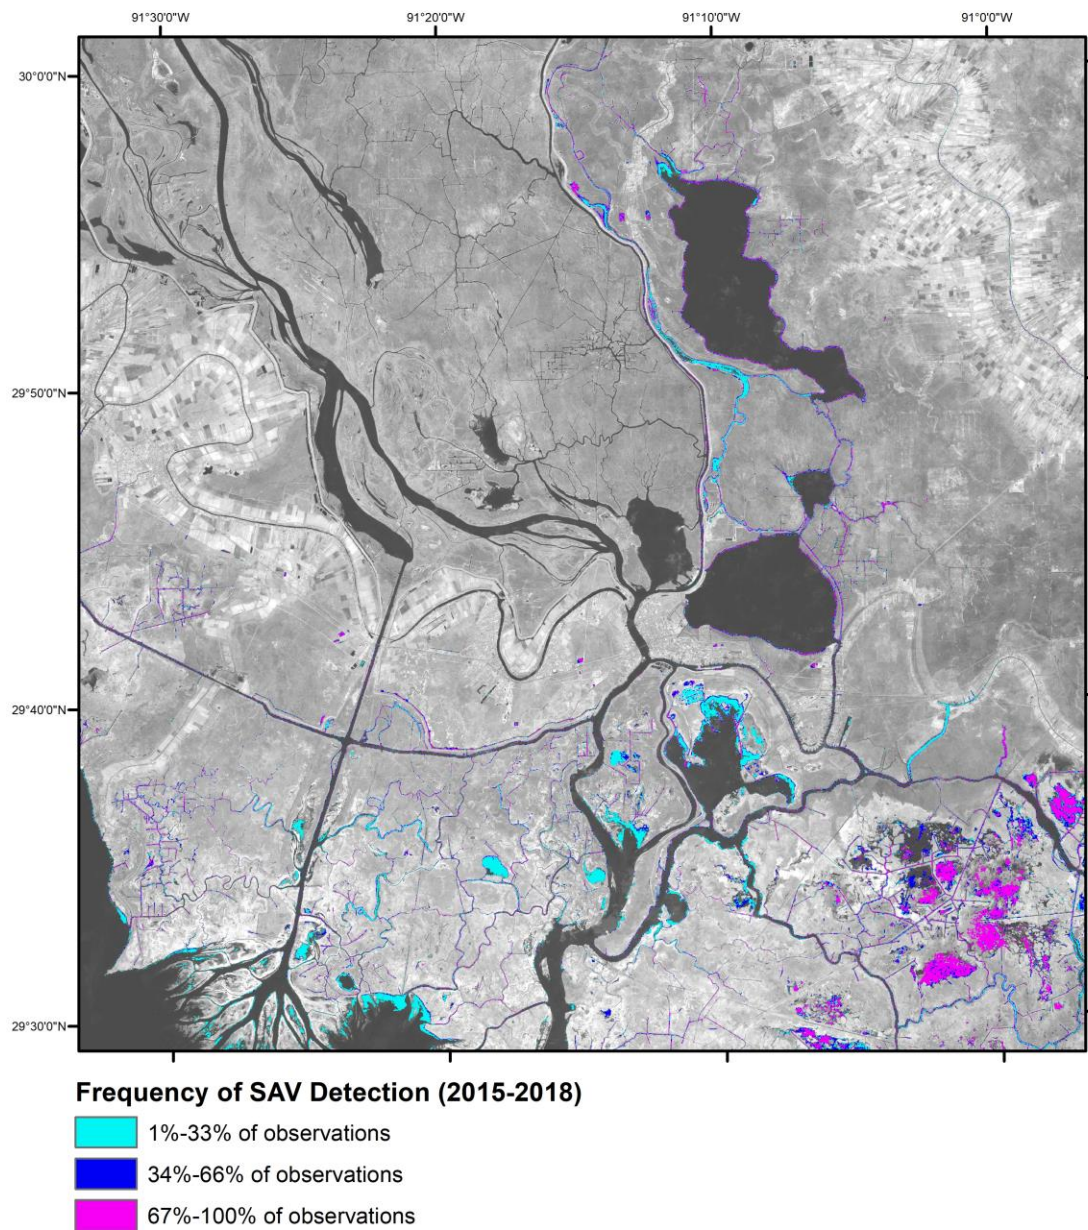 91°30'0"W 91°20'0"W 91°10'0"W 91°0'0"W
30°0'0"N
29°50'0"N
29°40'0"N
29°30'0"N
Frequency of SAV Detection (2015-2018)
1%-33% of observations
34%-66% of observations
67%-100% of observations